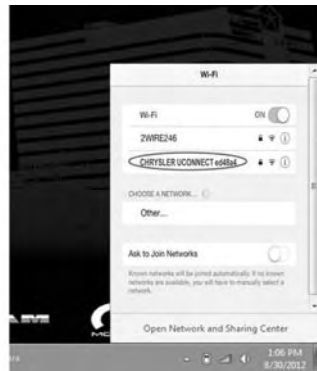 Wi-Fi
Wi-Fi ON
2WIRE246
CHRYSLER UCONNECT ed48a4
CHOOSE A NETWORK...
Other...
Ask to Join Networks
Known networks will be joined automatically. If no known
networks are available, you will have to manually select a
network.
Open Network and Sharing Center
1:06 PM
8/30/2012